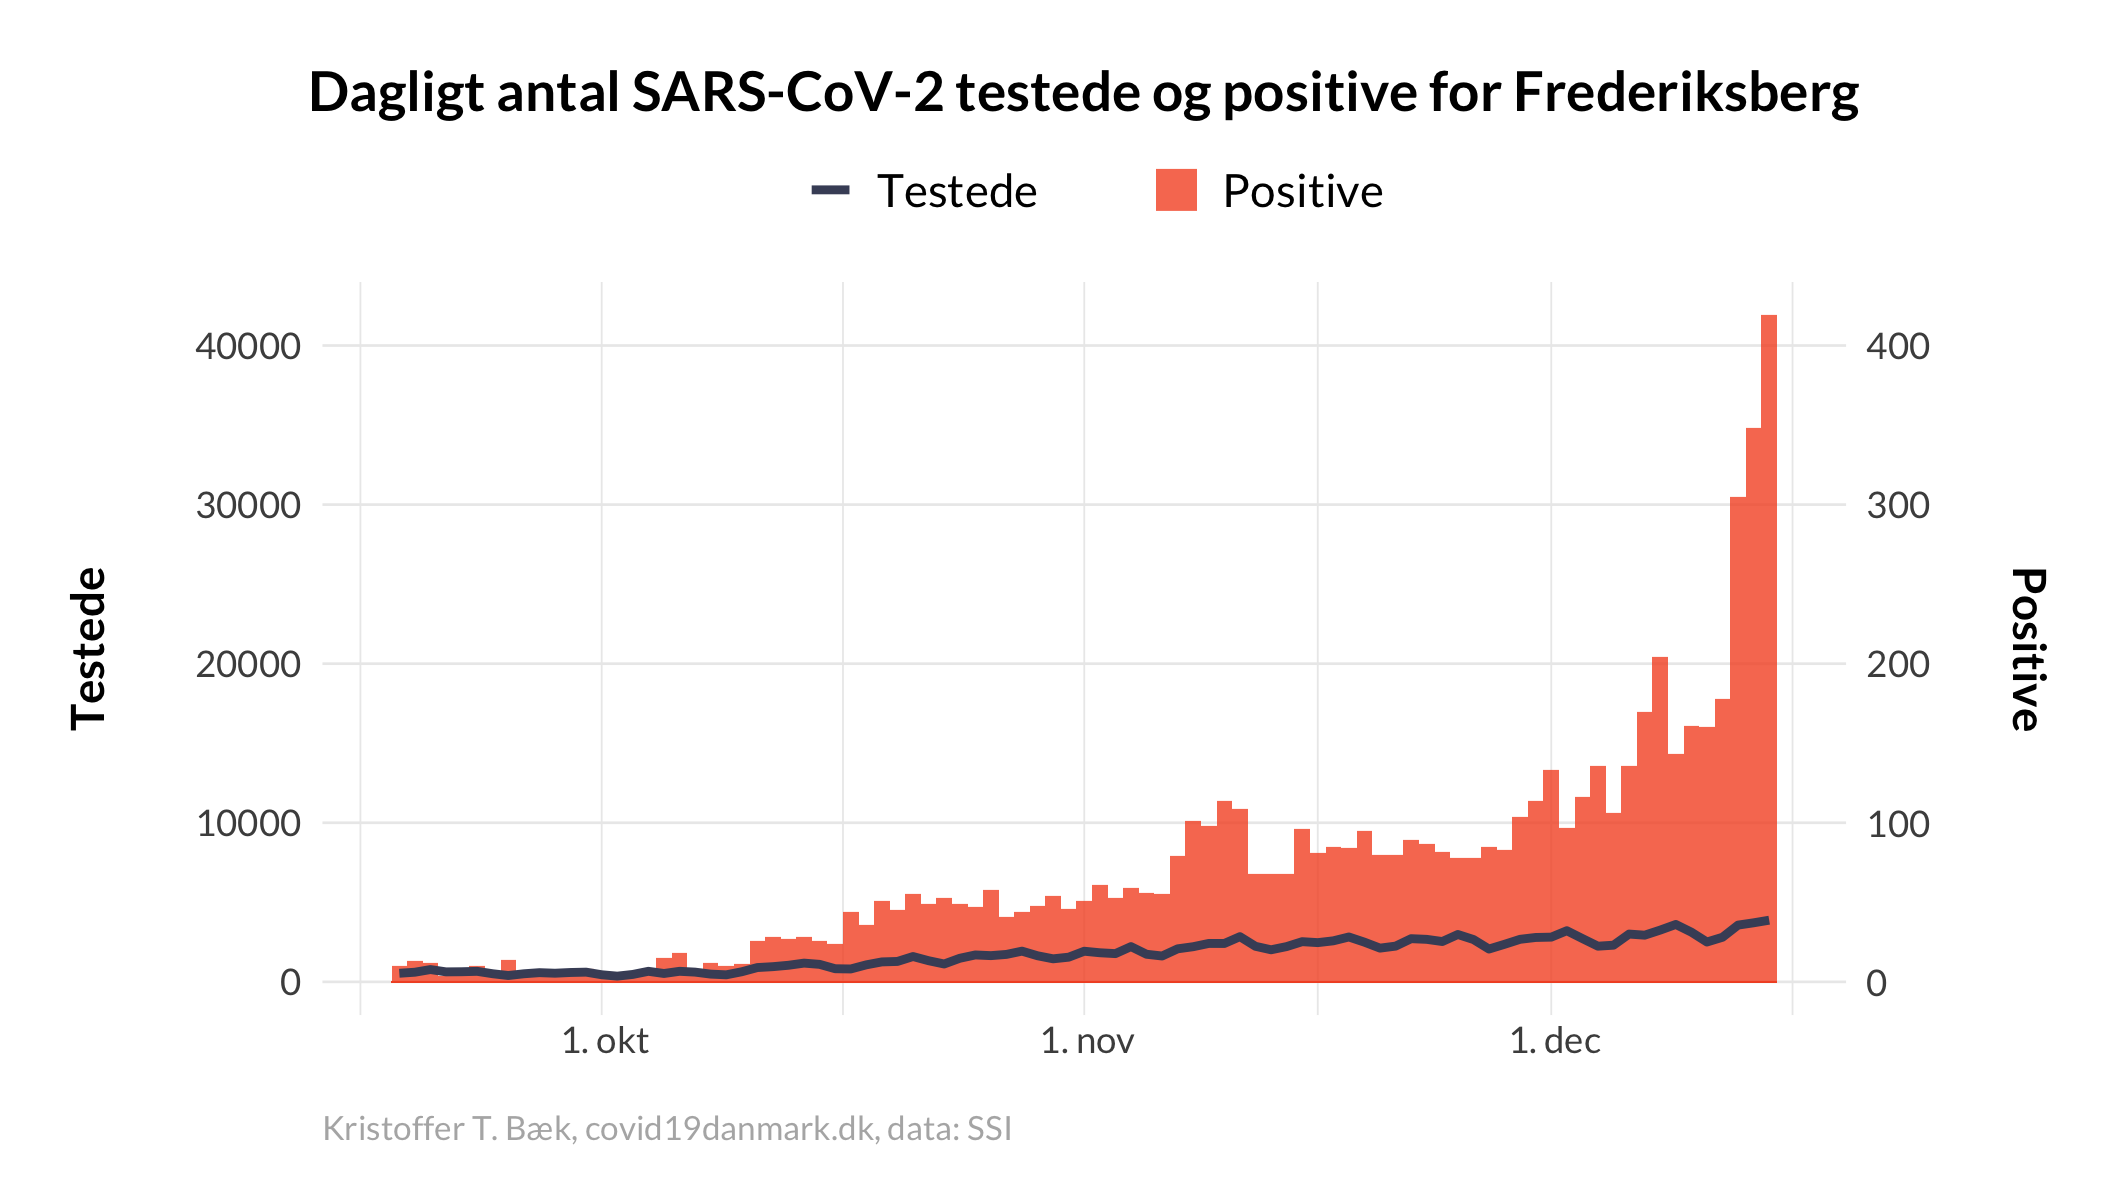 Dagligt antal SARS-CoV-2 testede og positive for Frederiksberg
Testede
Positive
40000
30000
20000
10000
0
Testede
400
300
200
100
0
Positive
1. okt
1. nov
1. dec
Kristoffer T. Bæk, covid19danmark.dk, data: SSI